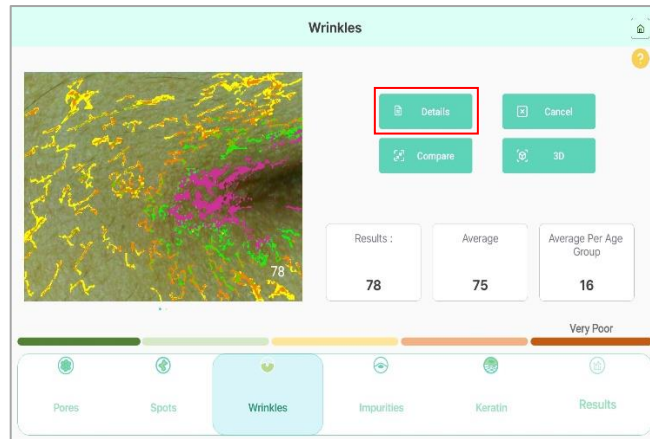 Wrinkles
?
Details
Cancel
Compare
3D
78
Results :
Average
Average Per Age
Group
78
75
16
Very Poor
Pores
Spots
Wrinkles
Impurities
Keratin
Results